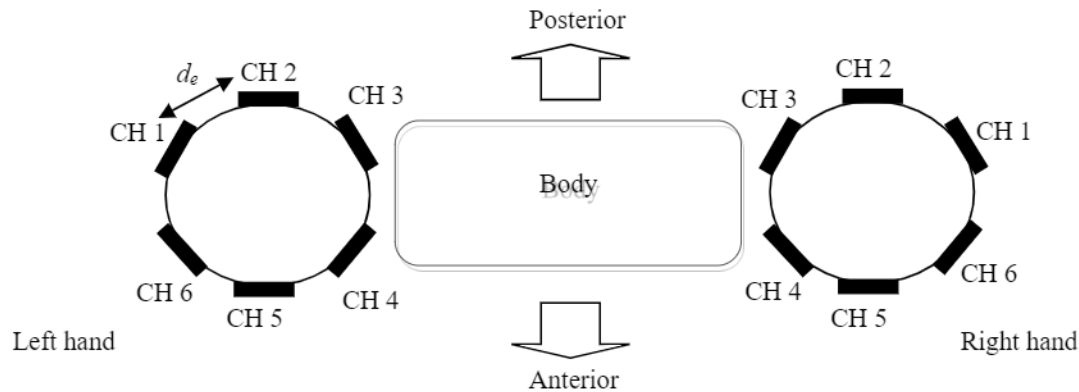 Posterior
d_e
CH 2
CH 3
CH 1
CH 2
CH 3
CH 1
Body
CH 6
CH 5
CH 4
CH 4
CH 5
CH 6
Left hand
Right hand
Anterior